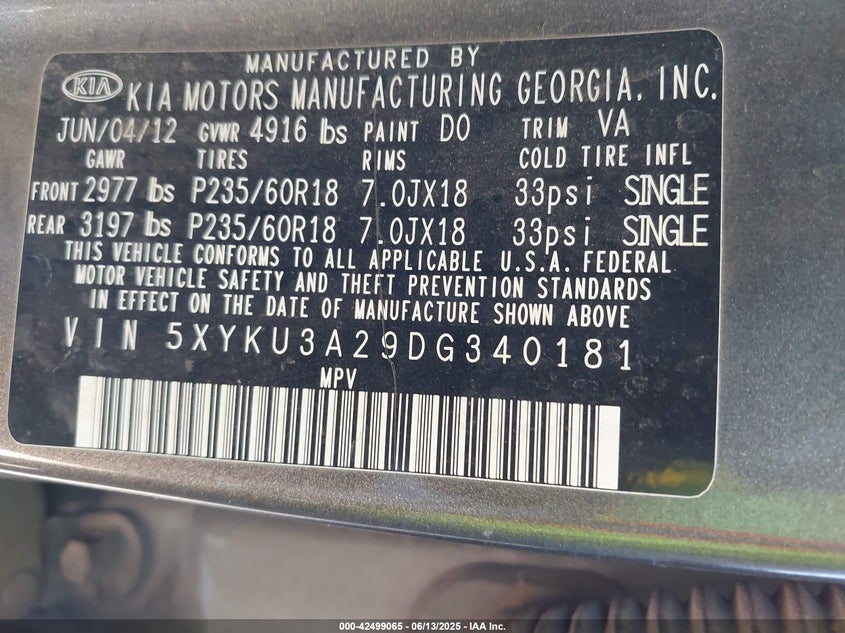 MANUFACTURED BY
KIA KIA MOTORS MANUFACTURING GEORGIA, INC.
JUN/04/12 GVWR 4916 lbs PAINT D0 TRIM VA
GAWR TIRES RIMS COLD TIRE INFL
FRONT 2977 lbs P235/60R18 7.0JX18 33psi SINGLE
REAR 3197 lbs P235/60R18 7.0JX18 33psi SINGLE
THIS VEHICLE CONFORMS TO ALL APPLICABLE U.S.A. FEDERAL
MOTOR VEHICLE SAFETY AND THEFT PREVENTION STANDARDS
IN EFFECT ON THE DATE OF MANUFACTURE SHOWN ABOVE
VIN 5XYKU3A29DG340181
MPV
000-42499065 - 06/13/2025 - IAA Inc.